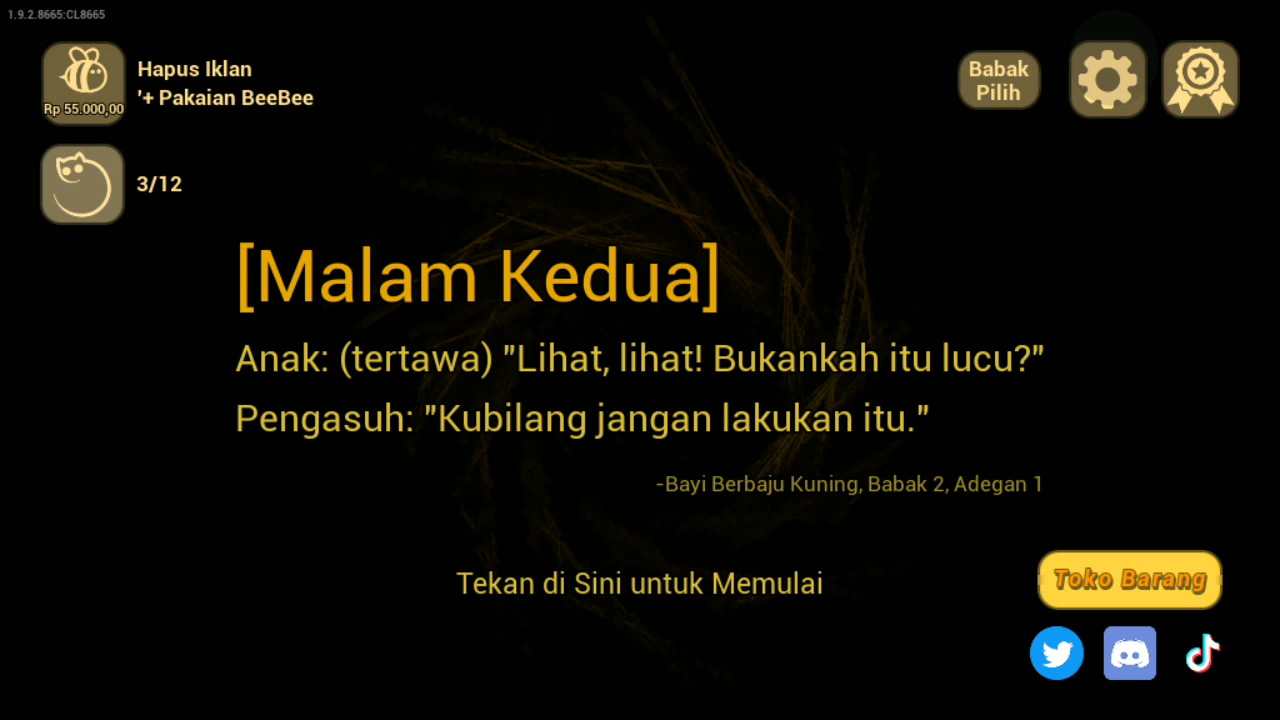 1.9.2.8665:CL8665
Rp 55.000,00
Hapus Iklan
'+ Pakaian BeeBee
Babak
Pilih
3/12
[Malam Kedua]
Anak: (tertawa) "Lihat, lihat! Bukankah itu lucu?"
Pengasuh: "Kubilang jangan lakukan itu."
-Bayi Berbaju Kuning, Babak 2, Adegan 1
Tekan di Sini untuk Memulai
Toko Barang